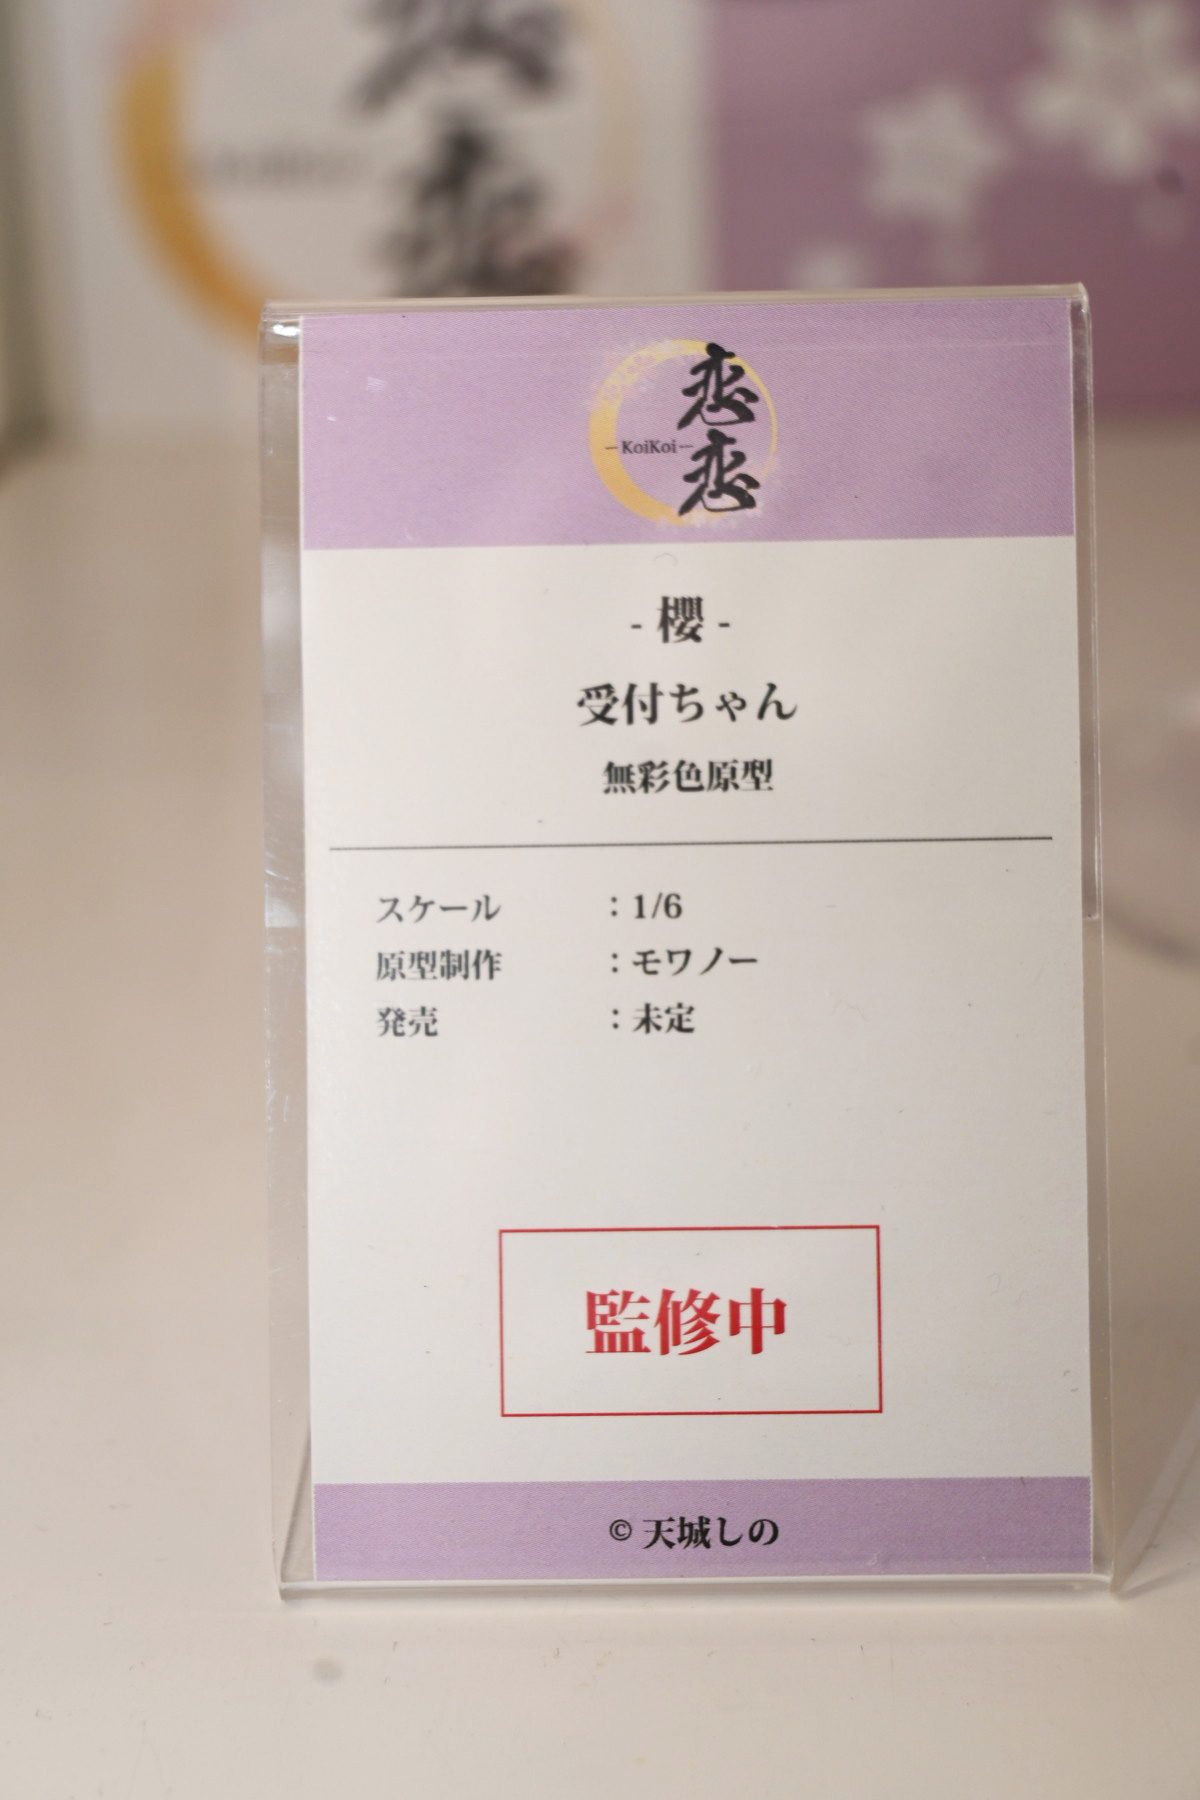 恋恋
—KoiKoi—
- 櫻 -
受付ちゃん
無彩色原型
スケール ：1/6
原型制作 ：モワノー
発売 ：未定
監修中
© 天城しの